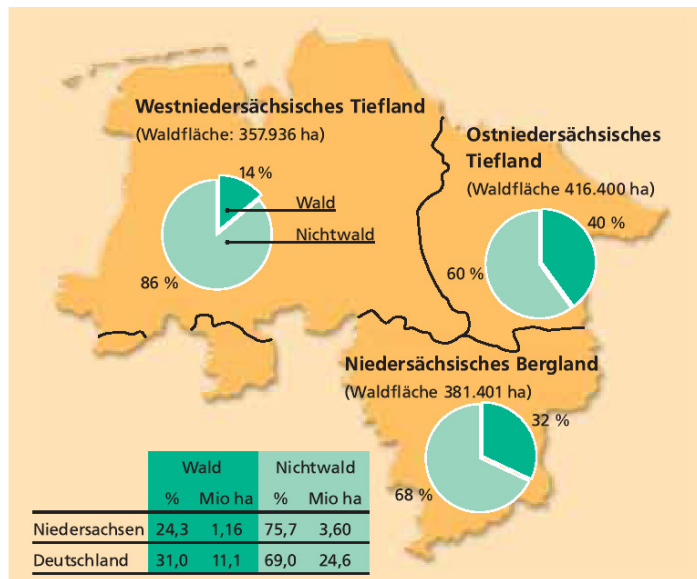 Westniedersächsisches Tiefland
(Waldfläche: 357.936 ha)
14 %
Wald
Nichtwald
86 %
Ostniedersächsisches
Tiefland
(Waldfläche 416.400 ha)
40 %
60 %
Niedersächsisches Bergland
(Waldfläche 381.401 ha)
32 %
68 %
Wald Nichtwald
% Mio ha % Mio ha
Niedersachsen 24,3 1,16 75,7 3,60
Deutschland 31,0 11,1 69,0 24,6